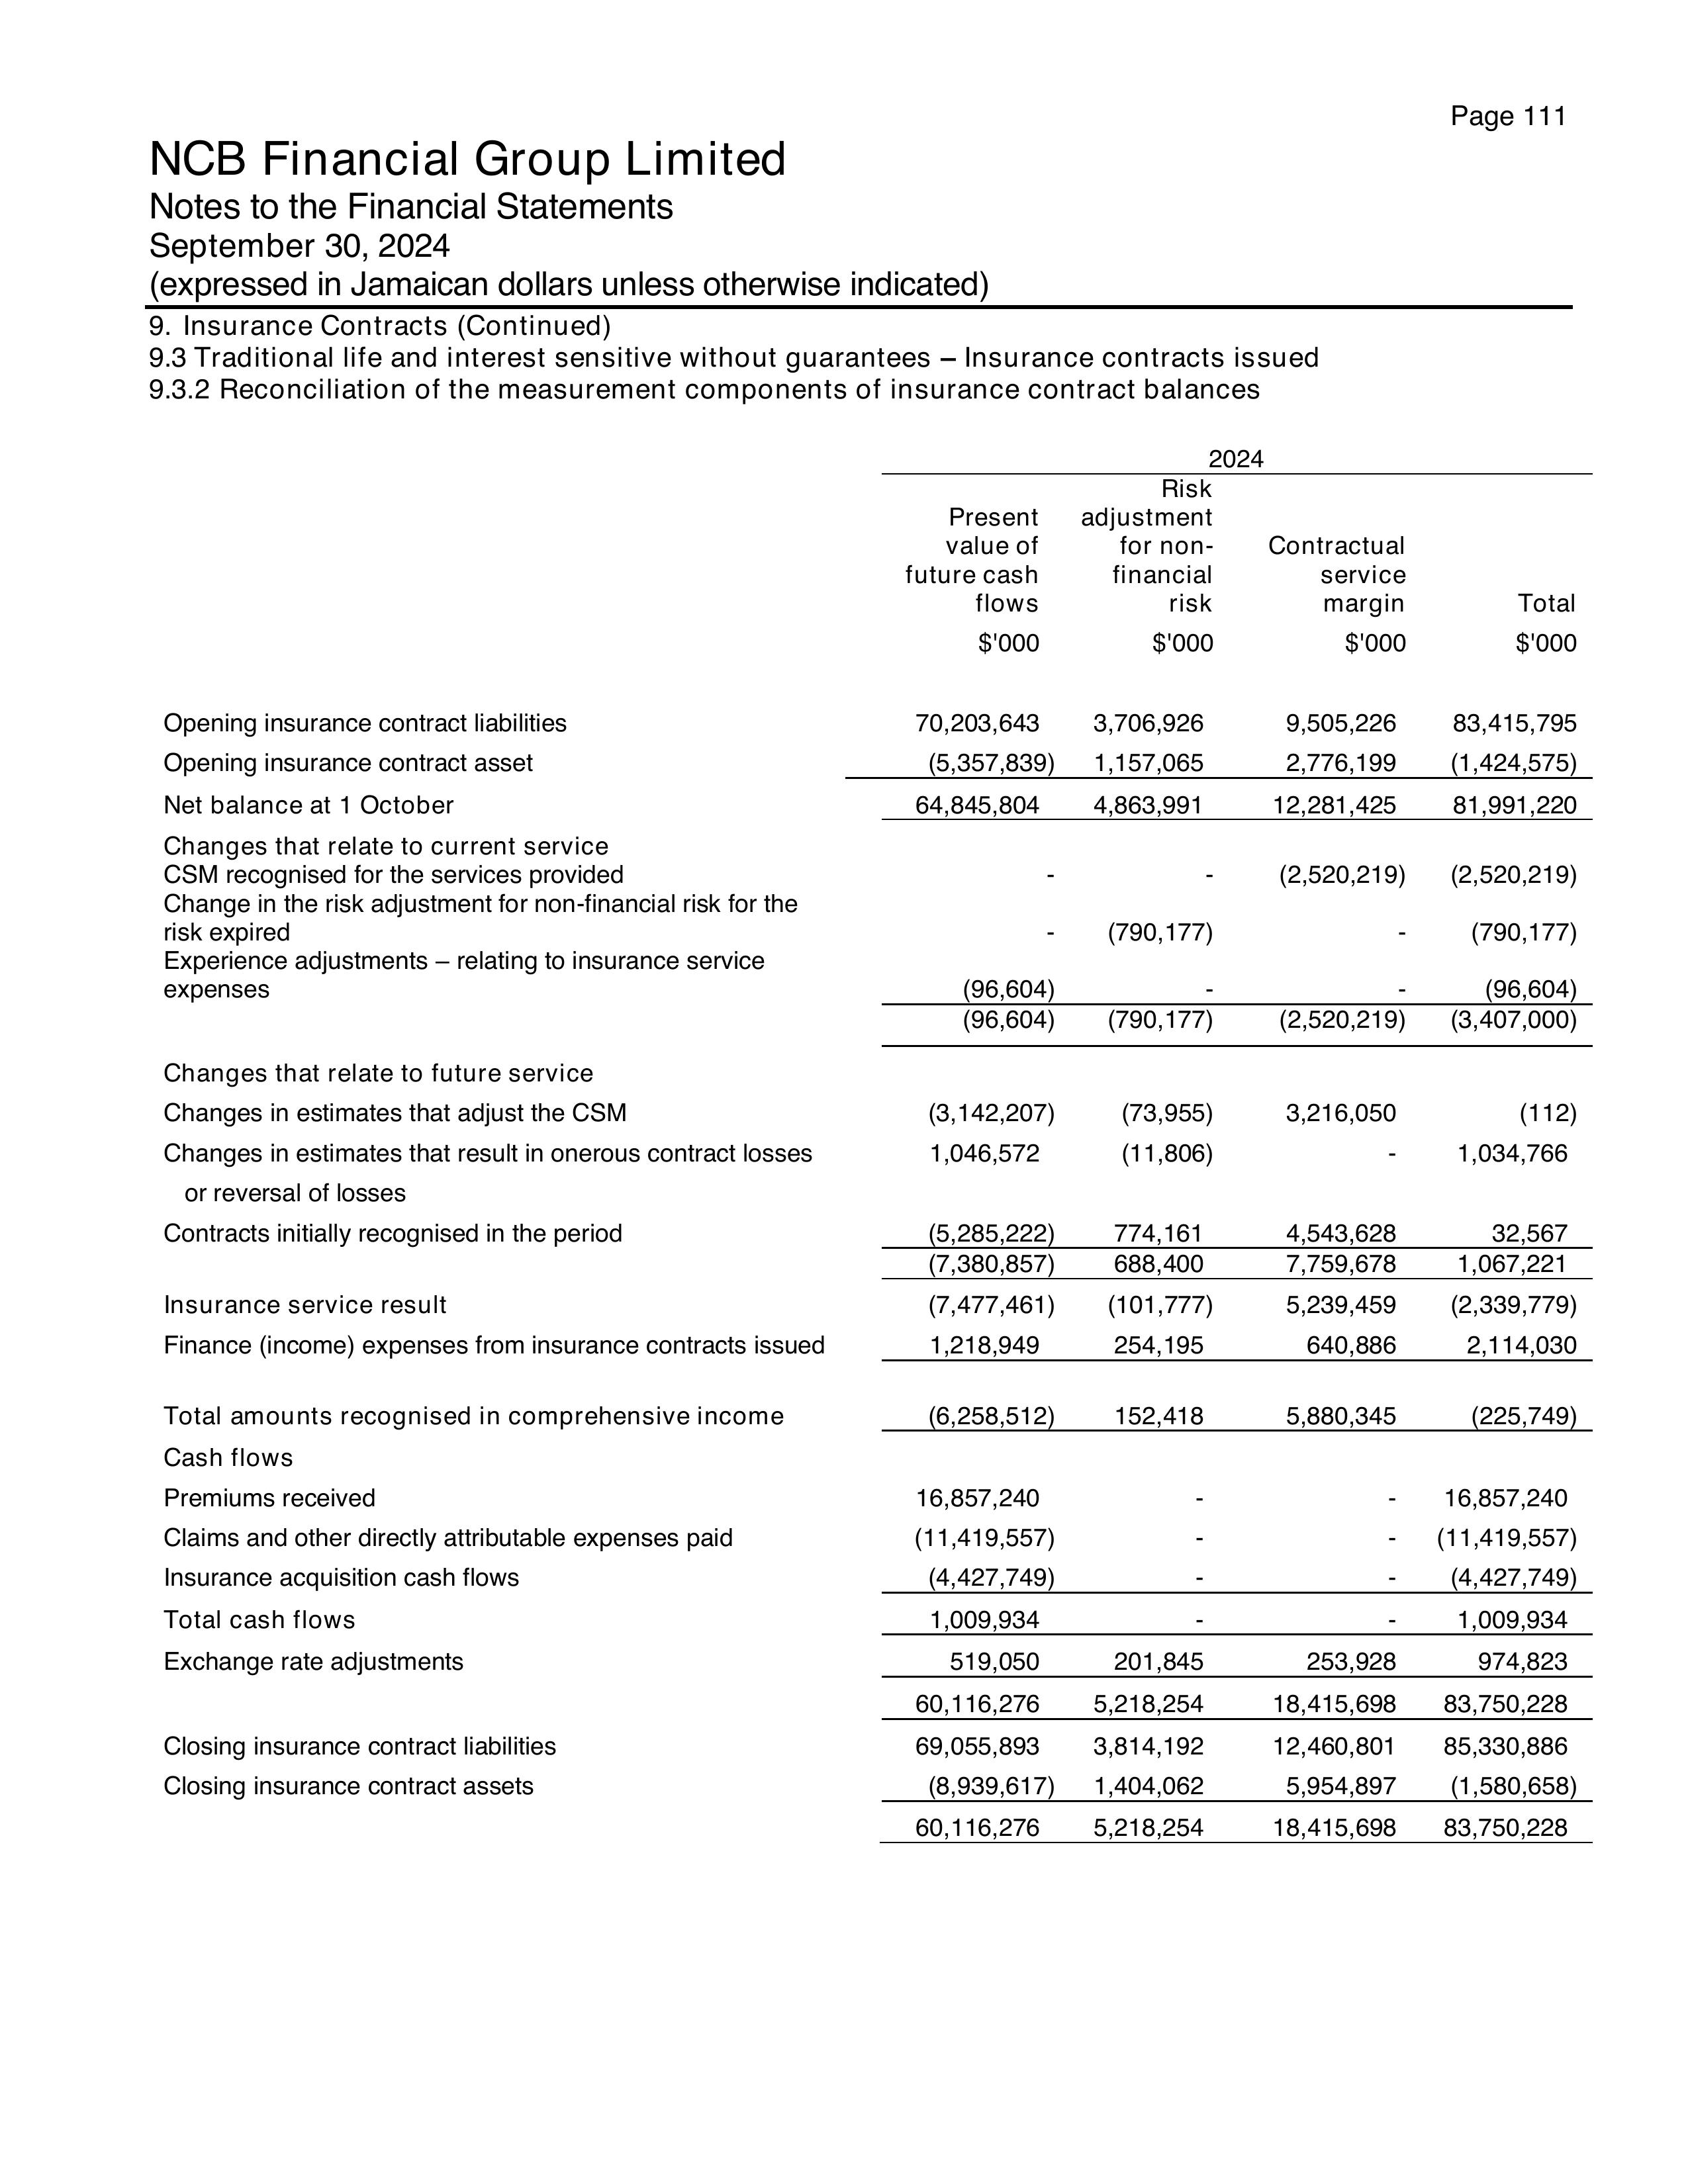 Page 111
NCB Financial Group Limited
Notes to the Financial Statements
September 30, 2024
(expressed in Jamaican dollars unless otherwise indicated)
9. Insurance Contracts (Continued)
9.3 Traditional life and interest sensitive without guarantees – Insurance contracts issued
9.3.2 Reconciliation of the measurement components of insurance contract balances
2024
Risk
Present adjustment
value of for non- Contractual
future cash financial service
flows risk margin Total
$'000 $'000 $'000 $'000
Opening insurance contract liabilities 70,203,643 3,706,926 9,505,226 83,415,795
Opening insurance contract asset (5,357,839) 1,157,065 2,776,199 (1,424,575)
Net balance at 1 October 64,845,804 4,863,991 12,281,425 81,991,220
Changes that relate to current service
CSM recognised for the services provided - - (2,520,219) (2,520,219)
Change in the risk adjustment for non-financial risk for the
risk expired - (790,177) - (790,177)
Experience adjustments – relating to insurance service
expenses (96,604) - - (96,604)
(96,604) (790,177) (2,520,219) (3,407,000)
Changes that relate to future service
Changes in estimates that adjust the CSM (3,142,207) (73,955) 3,216,050 (112)
Changes in estimates that result in onerous contract losses 1,046,572 (11,806) - 1,034,766
or reversal of losses
Contracts initially recognised in the period (5,285,222) 774,161 4,543,628 32,567
(7,380,857) 688,400 7,759,678 1,067,221
Insurance service result (7,477,461) (101,777) 5,239,459 (2,339,779)
Finance (income) expenses from insurance contracts issued 1,218,949 254,195 640,886 2,114,030
Total amounts recognised in comprehensive income (6,258,512) 152,418 5,880,345 (225,749)
Cash flows
Premiums received 16,857,240 - - 16,857,240
Claims and other directly attributable expenses paid (11,419,557) - - (11,419,557)
Insurance acquisition cash flows (4,427,749) - - (4,427,749)
Total cash flows 1,009,934 - - 1,009,934
Exchange rate adjustments 519,050 201,845 253,928 974,823
60,116,276 5,218,254 18,415,698 83,750,228
Closing insurance contract liabilities 69,055,893 3,814,192 12,460,801 85,330,886
Closing insurance contract assets (8,939,617) 1,404,062 5,954,897 (1,580,658)
60,116,276 5,218,254 18,415,698 83,750,228